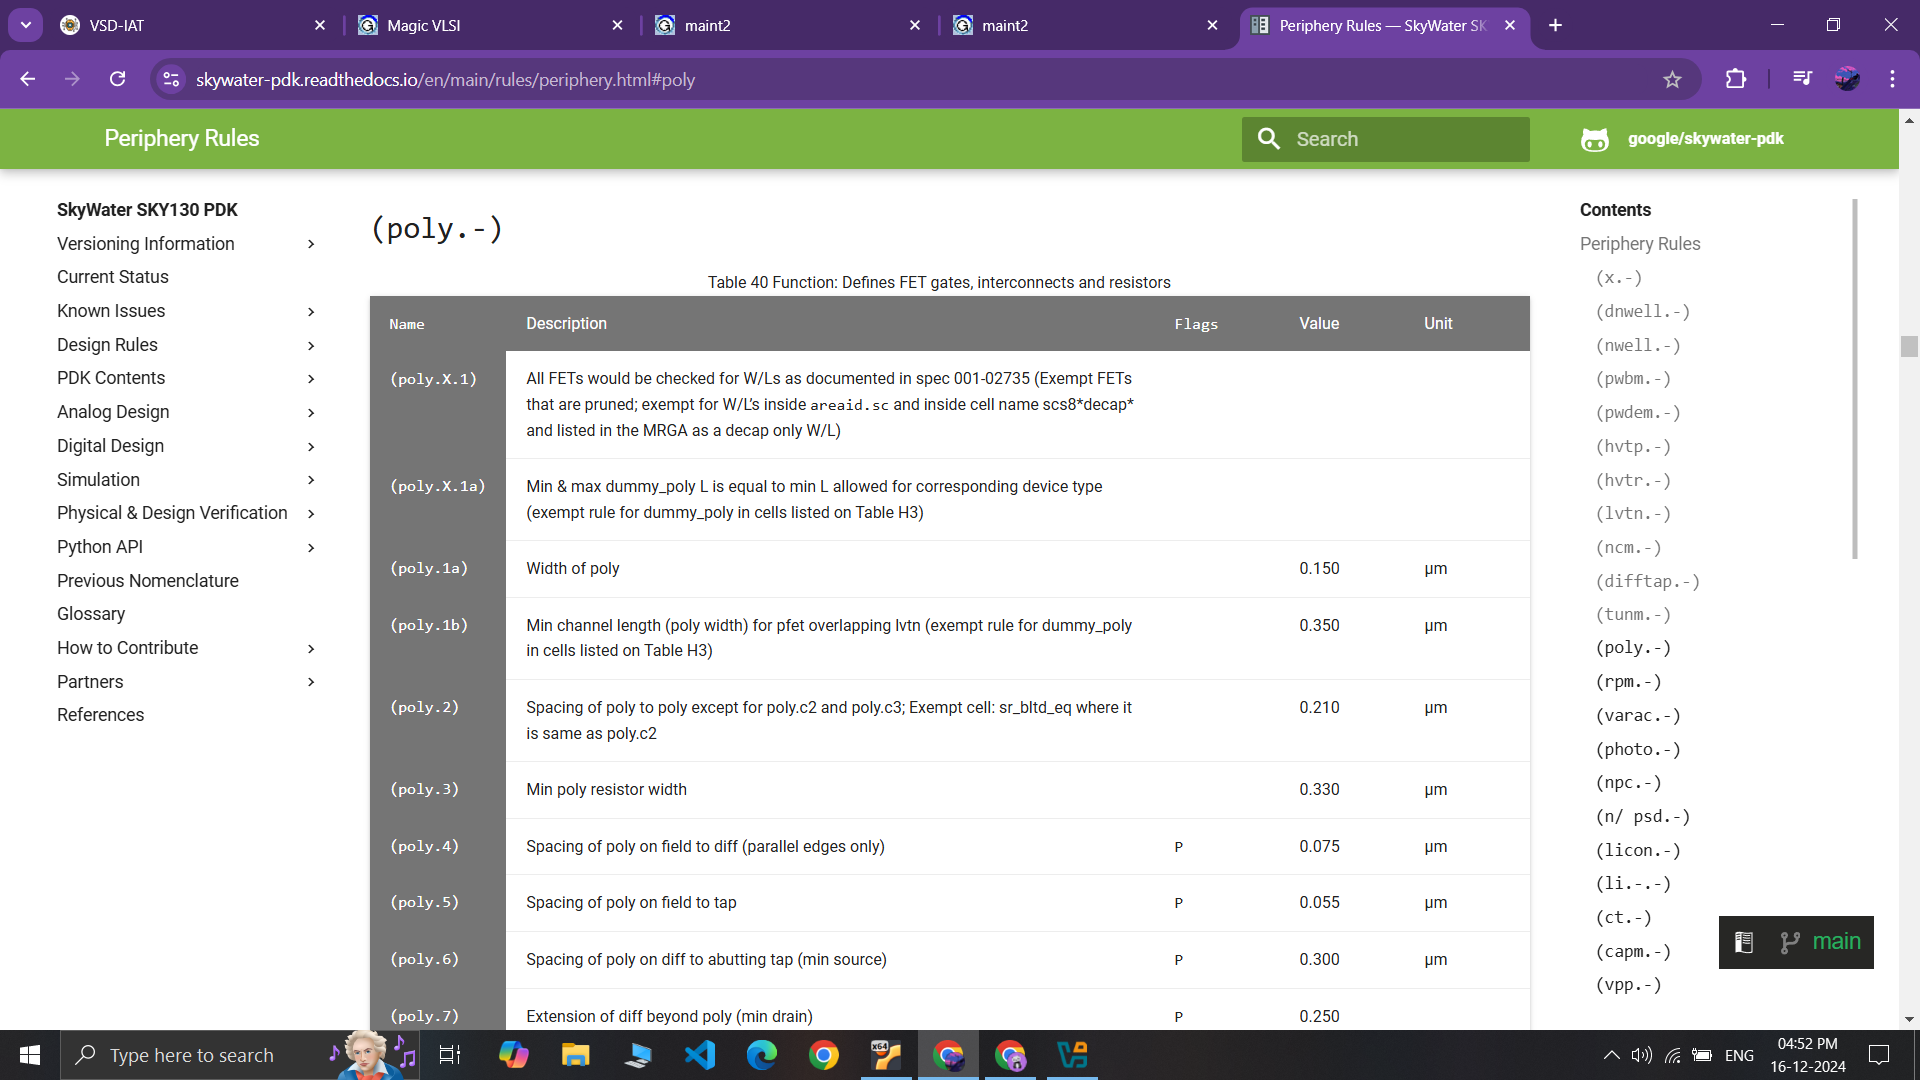 VSD-IAT
Magic VLSI
maint2
maint2
Periphery Rules — SkyWater SK
skywater-pdk.readthedocs.io/en/main/rules/periphery.html#poly
Periphery Rules
Search
google/skywater-pdk
SkyWater SKY130 PDK
Versioning Information
Current Status
Known Issues
Design Rules
PDK Contents
Analog Design
Digital Design
Simulation
Physical & Design Verification
Python API
Previous Nomenclature
Glossary
How to Contribute
Partners
References
(poly.-)
Table 40 Function: Defines FET gates, interconnects and resistors
Name Description Flags Value Unit
(poly.X.1) All FETs would be checked for W/Ls as documented in spec 001-02735 (Exempt FETs
that are pruned; exempt for W/L’s inside areaid.sc and inside cell name scs8*decap*
and listed in the MRGA as a decap only W/L)
(poly.X.1a) Min & max dummy_poly L is equal to min L allowed for corresponding device type
(exempt rule for dummy_poly in cells listed on Table H3)
(poly.1a) Width of poly 0.150 µm
(poly.1b) Min channel length (poly width) for pfet overlapping lvtn (exempt rule for dummy_poly 0.350 µm
in cells listed on Table H3)
(poly.2) Spacing of poly to poly except for poly.c2 and poly.c3; Exempt cell: sr_bltd_eq where it 0.210 µm
is same as poly.c2
(poly.3) Min poly resistor width 0.330 µm
(poly.4) Spacing of poly on field to diff (parallel edges only) P 0.075 µm
(poly.5) Spacing of poly on field to tap P 0.055 µm
(poly.6) Spacing of poly on diff to abutting tap (min source) P 0.300 µm
(poly.7) Extension of diff beyond poly (min drain) P 0.250
Contents
Periphery Rules
(x.-)
(dnwell.-)
(nwell.-)
(pwbm.-)
(pwdem.-)
(hvtp.-)
(hvtr.-)
(lvtn.-)
(ncm.-)
(difftap.-)
(tunm.-)
(poly.-)
(rpm.-)
(varac.-)
(photo.-)
(npc.-)
(n/ psd.-)
(licon.-)
(li.-.-)
(ct.-)
(capm.-)
(vpp.-)
main
Type here to search
x64
ENG
04:52 PM
16-12-2024